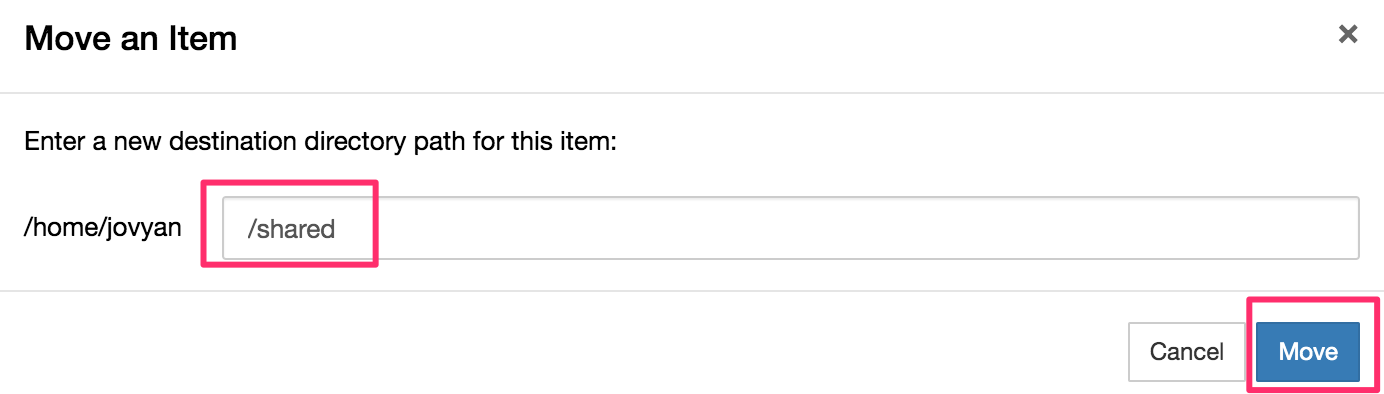 Move an Item
×
Enter a new destination directory path for this item:
/home/jovyan /shared
Cancel Move